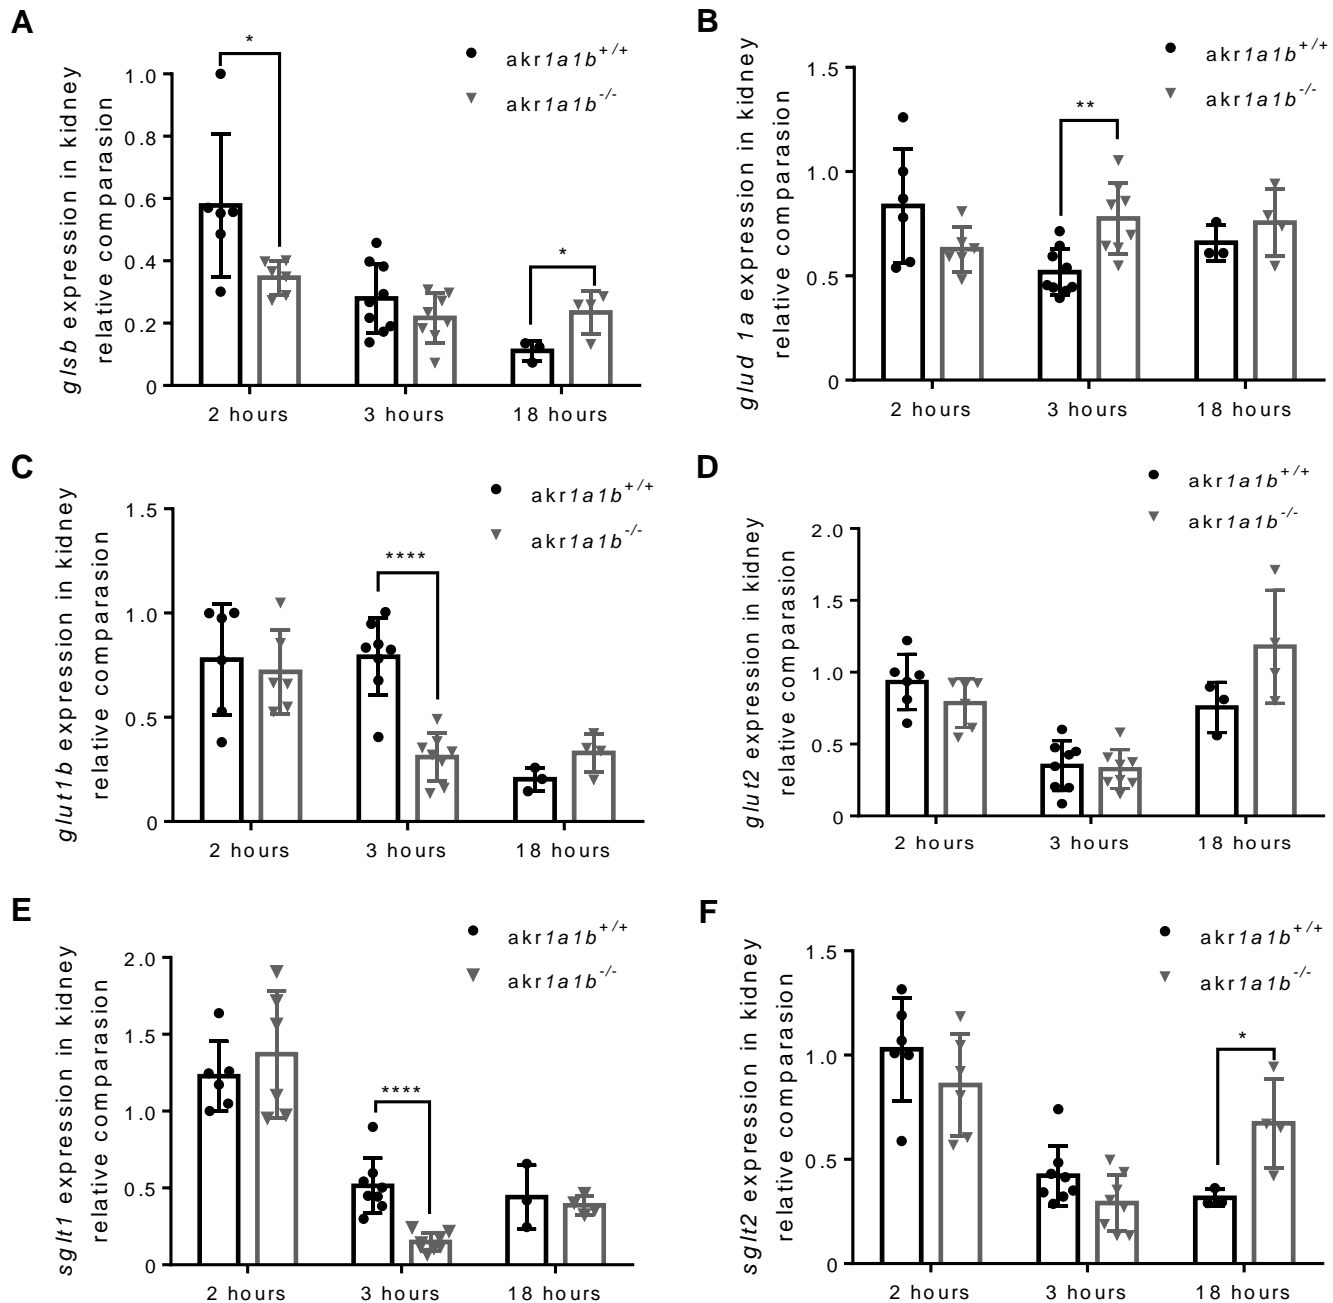 A
glsb expression in kidney
relative comparasion
1.0
0.8
0.6
0.4
0.2
0
*
*
akr1a1b+/+
akr1a1b-/-
2 hours 3 hours 18 hours
B
glud 1a expression in kidney
relative comparasion
1.5
1.0
0.5
0
**
akr1a1b+/+
akr1a1b-/-
2 hours 3 hours 18 hours
C
glut1b expression in kidney
relative comparasion
1.5
1.0
0.5
0
****
akr1a1b+/+
akr1a1b-/-
2 hours 3 hours 18 hours
D
glut2 expression in kidney
relative comparasion
2.0
1.5
1.0
0.5
0
akr1a1b+/+
akr1a1b-/-
2 hours 3 hours 18 hours
E
sglt1 expression in kidney
relative comparasion
2.0
1.5
1.0
0.5
0
****
akr1a1b+/+
akr1a1b-/-
2 hours 3 hours 18 hours
F
sglt2 expression in kidney
relative comparasion
1.5
1.0
0.5
0
*
akr1a1b+/+
akr1a1b-/-
2 hours 3 hours 18 hours